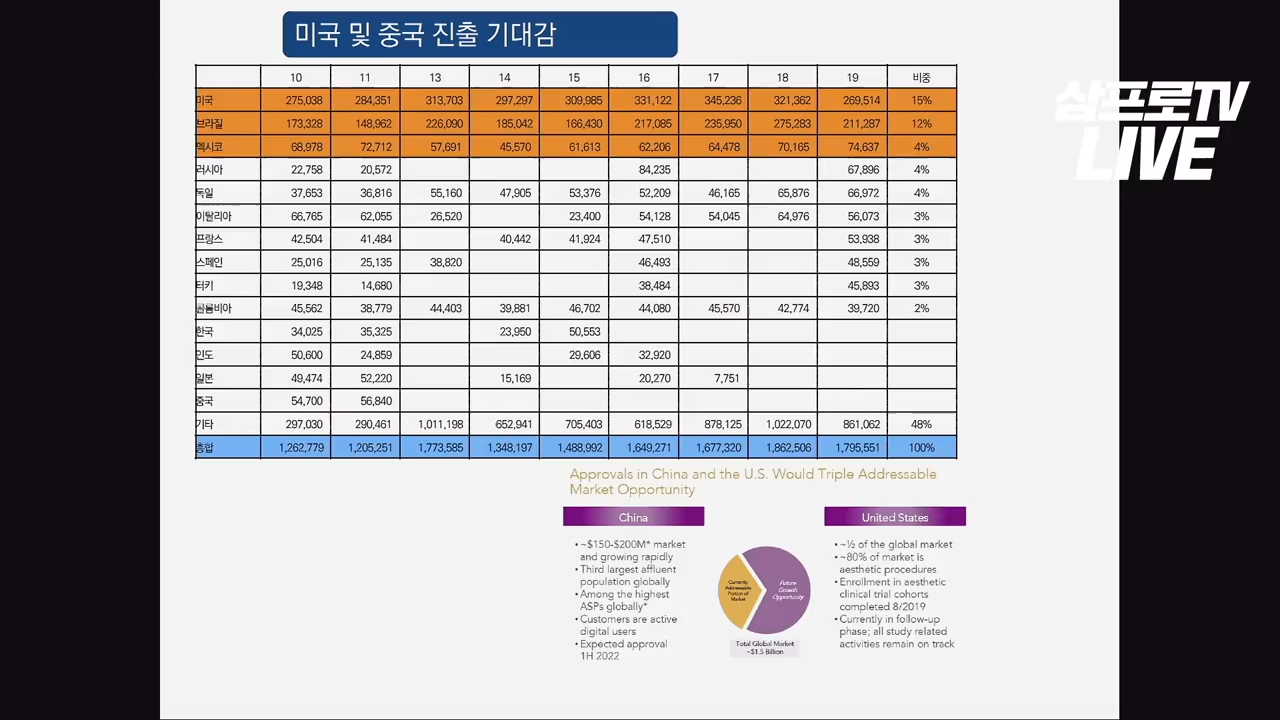 미국 및 중국 진출 기대감
삼프로TV
LIVE
10 11 13 14 15 16 17 18 19 비중
미국 275,038 284,351 313,703 297,297 309,985 331,122 345,236 321,362 269,514 15%
브라질 173,328 148,962 226,090 185,042 166,430 217,085 235,950 275,283 211,287 12%
멕시코 68,978 72,712 57,691 45,570 61,613 62,206 64,478 70,165 74,637 4%
러시아 22,758 20,572 84,235 67,896 4%
독일 37,653 36,816 55,160 47,905 53,376 52,209 46,165 65,876 66,972 4%
이탈리아 66,765 62,055 26,520 23,400 54,128 54,045 64,976 56,073 3%
프랑스 42,504 41,484 40,442 41,924 47,510 53,938 3%
스페인 25,016 25,135 38,820 46,493 48,559 3%
터키 19,348 14,680 38,484 45,893 3%
콜롬비아 45,562 38,779 44,403 39,881 46,702 44,080 45,570 42,774 39,720 2%
한국 34,025 35,325 23,950 50,553
인도 50,600 24,859 29,606 32,920
일본 49,474 52,220 15,169 20,270 7,751
중국 54,700 56,840
기타 297,030 290,461 1,011,198 652,941 705,403 618,529 878,125 1,022,070 861,062 48%
총합 1,262,779 1,205,251 1,773,585 1,348,197 1,488,992 1,649,271 1,677,320 1,862,506 1,795,551 100%
Approvals in China and the U.S. Would Triple Addressable
Market Opportunity
China
• ~$150-$200M* market
and growing rapidly
• Third largest affluent
population globally
• Among the highest
ASPs globally*
• Customers are active
digital users
• Expected approval
1H 2022
Currently
Addressable
Portion of
Market
Future
Growth
Opportunity
Total Global Market
~$1.5 Billion
United States
• ~½ of the global market
• ~80% of market is
aesthetic procedures
• Enrollment in aesthetic
clinical trial cohorts
completed 8/2019
• Currently in follow-up
phase; all study related
activities remain on track